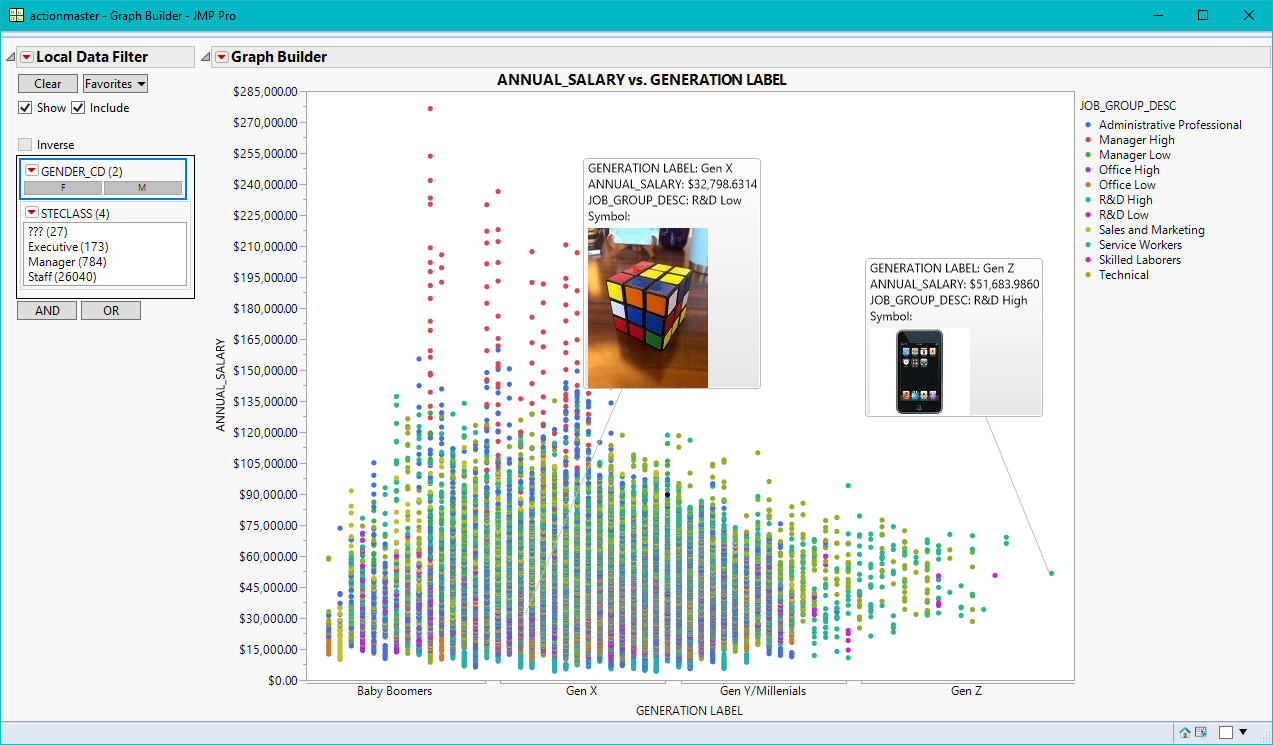 actionmaster - Graph Builder - JMP Pro
Local Data Filter
Clear
Favorites
Show
Include
Inverse
GENDER_CD (2)
F
M
STECLASS (4)
??? (27)
Executive (173)
Manager (784)
Staff (26040)
AND
OR
Graph Builder
ANNUAL_SALARY vs. GENERATION LABEL
ANNUAL_SALARY
$285,000.00
$270,000.00
$255,000.00
$240,000.00
$225,000.00
$210,000.00
$195,000.00
$180,000.00
$165,000.00
$150,000.00
$135,000.00
$120,000.00
$105,000.00
$90,000.00
$75,000.00
$60,000.00
$45,000.00
$30,000.00
$15,000.00
$0.00
GENERATION LABEL: Gen X
ANNUAL_SALARY: $32,798.6314
JOB_GROUP_DESC: R&D Low
Symbol:
GENERATION LABEL: Gen Z
ANNUAL_SALARY: $51,683.9860
JOB_GROUP_DESC: R&D High
Symbol:
Baby Boomers
Gen X
Gen Y/Millenials
Gen Z
GENERATION LABEL
JOB_GROUP_DESC
Administrative Professional
Manager High
Manager Low
Office High
Office Low
R&D High
R&D Low
Sales and Marketing
Service Workers
Skilled Laborers
Technical